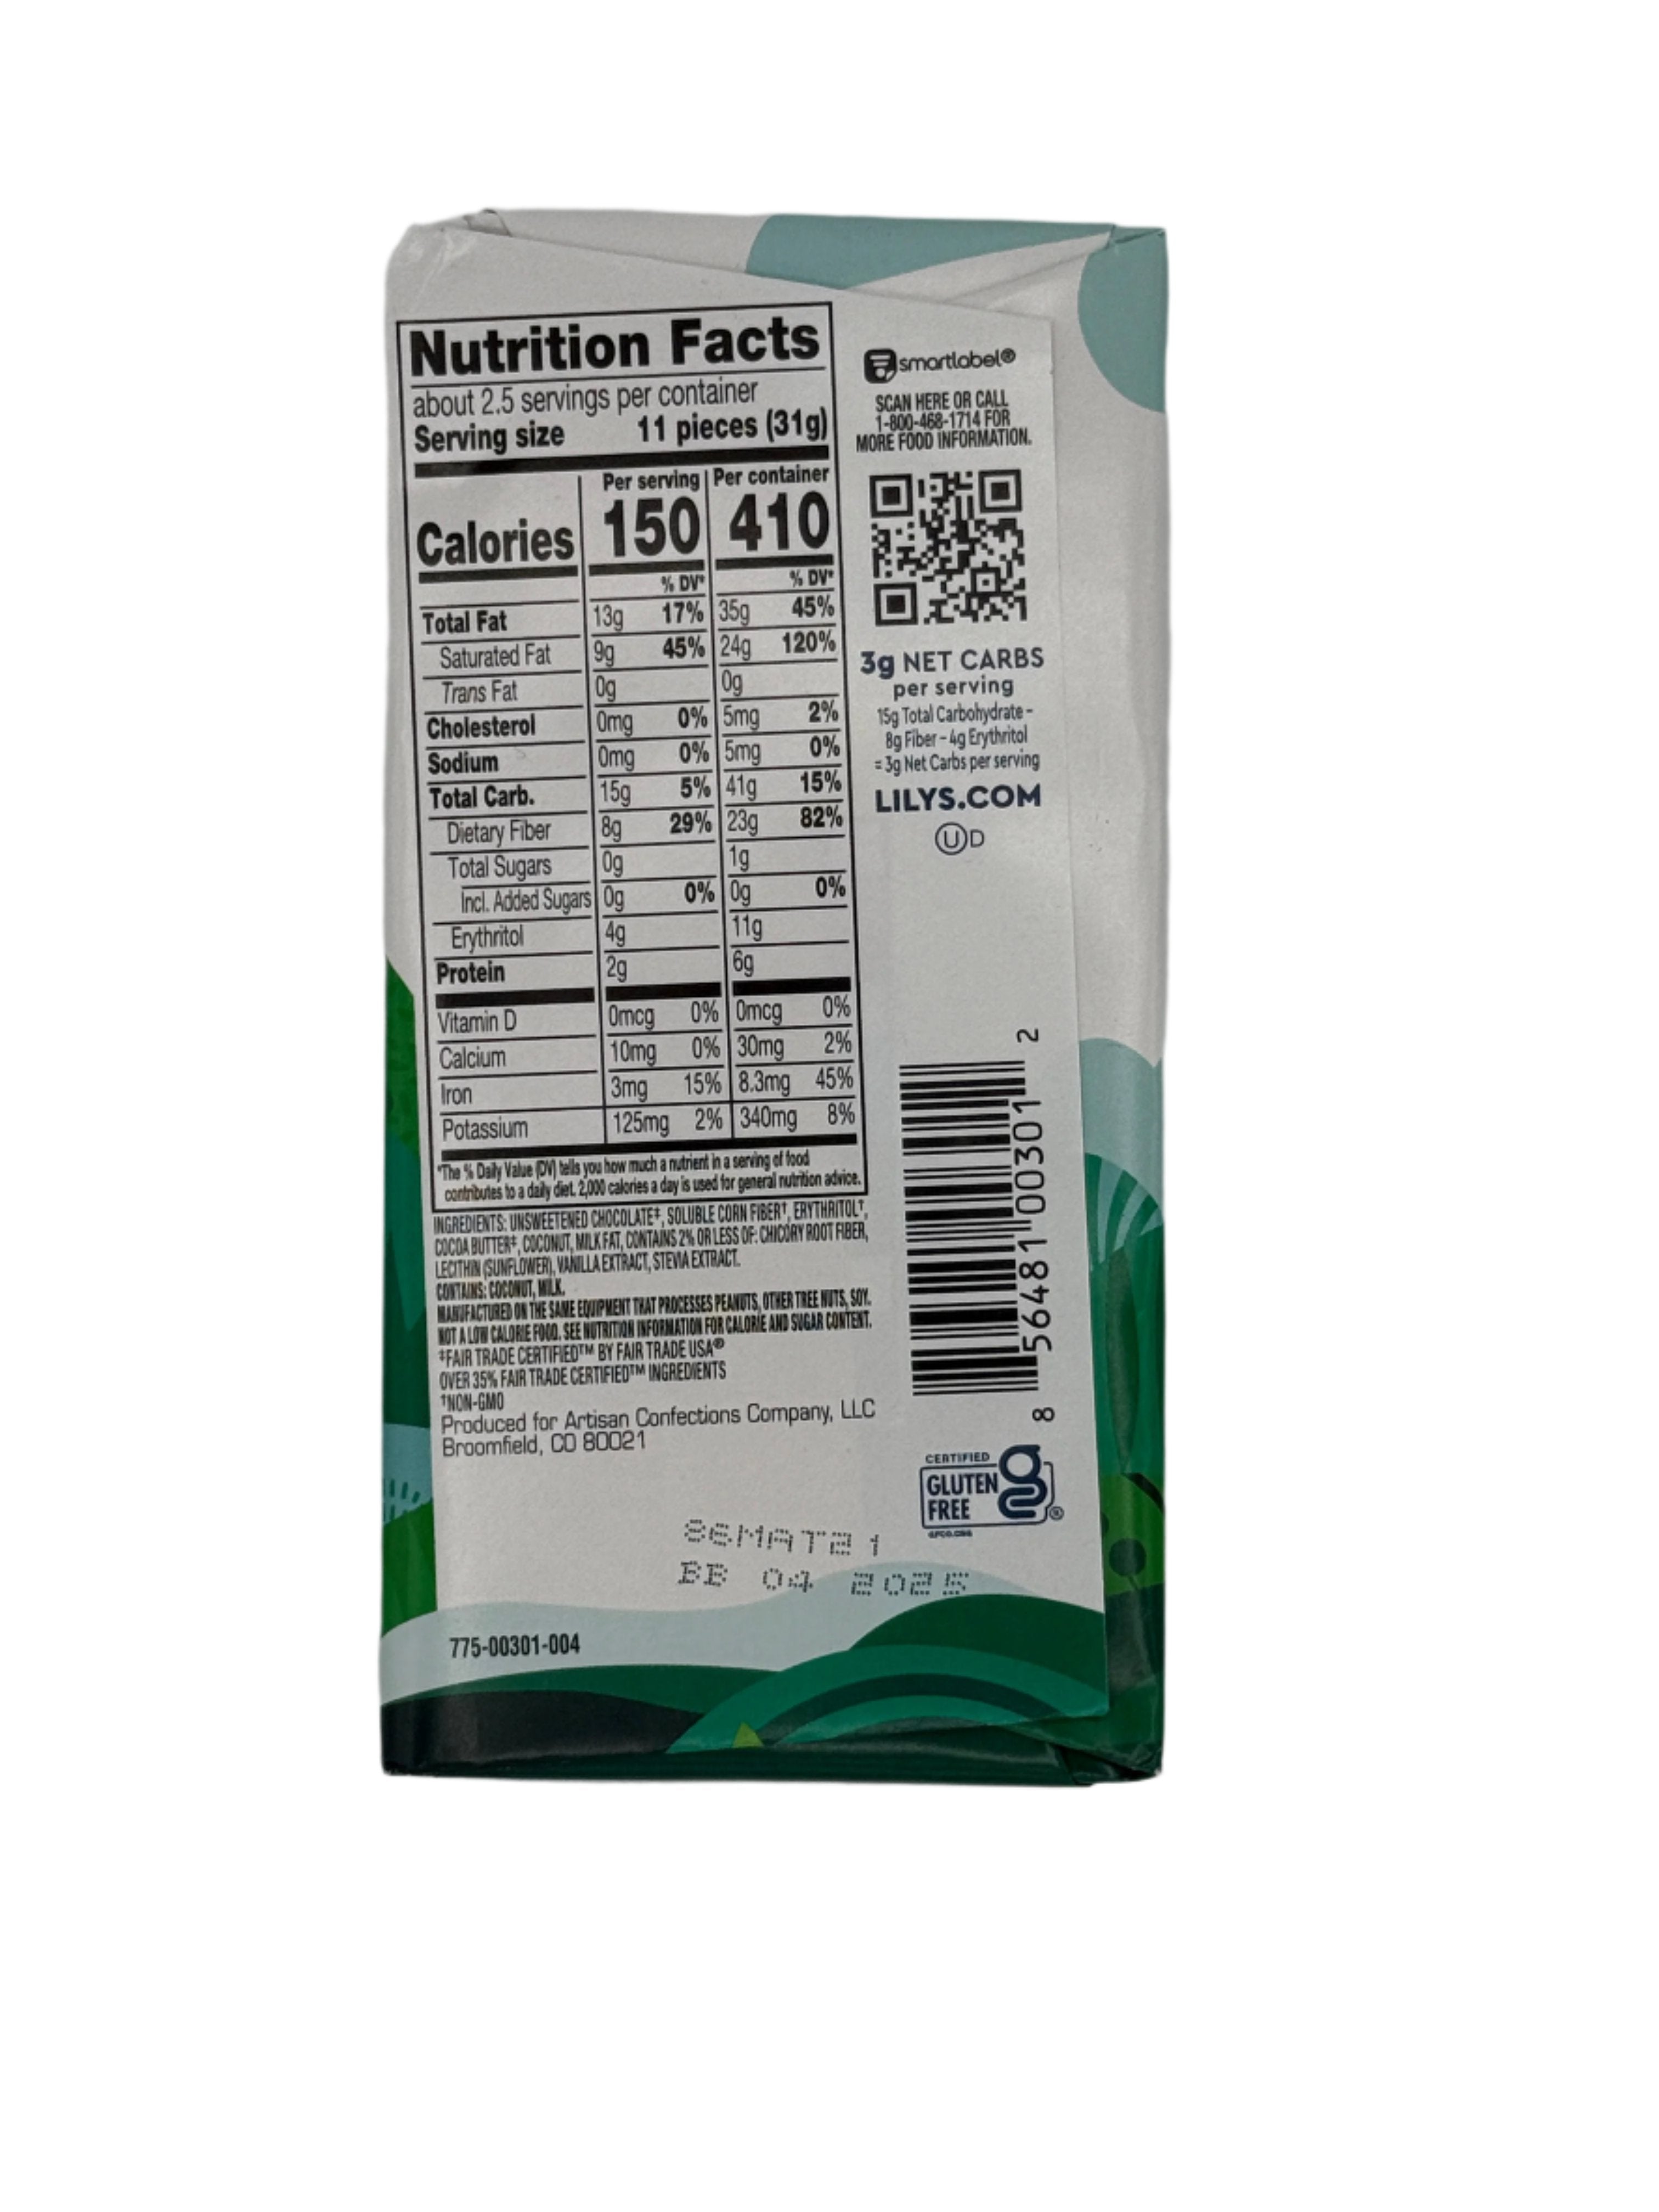 Nutrition Facts
about 2.5 servings per container
Serving size 11 pieces (31g)
Per serving Per container
Calories 150 410
% DV* % DV*
Total Fat 13g 17% 35g 45%
Saturated Fat 9g 45% 24g 120%
Trans Fat 0g 0g
Cholesterol 0mg 0% 5mg 2%
Sodium 0mg 0% 5mg 0%
Total Carb. 15g 5% 41g 15%
Dietary Fiber 8g 29% 23g 82%
Total Sugars 0g 1g
Incl. Added Sugars 0g 0% 0g 0%
Erythritol 4g 11g
Protein 2g 6g
Vitamin D 0mcg 0% 0mcg 0%
Calcium 10mg 0% 30mg 2%
Iron 3mg 15% 8.3mg 45%
Potassium 125mg 2% 340mg 8%
*The % Daily Value (DV) tells you how much a nutrient in a serving of food
contributes to a daily diet. 2,000 calories a day is used for general nutrition advice.
INGREDIENTS: UNSWEETENED CHOCOLATE‡, SOLUBLE CORN FIBER†, ERYTHRITOL†,
COCOA BUTTER‡, COCONUT, MILK FAT, CONTAINS 2% OR LESS OF: CHICORY ROOT FIBER,
LECITHIN (SUNFLOWER), VANILLA EXTRACT, STEVIA EXTRACT.
CONTAINS: COCONUT, MILK.
MANUFACTURED ON THE SAME EQUIPMENT THAT PROCESSES PEANUTS, OTHER TREE NUTS, SOY.
NOT A LOW CALORIE FOOD. SEE NUTRITION INFORMATION FOR CALORIE AND SUGAR CONTENT.
‡FAIR TRADE CERTIFIED™ BY FAIR TRADE USA®
OVER 35% FAIR TRADE CERTIFIED™ INGREDIENTS
†NON-GMO
Produced for Artisan Confections Company, LLC
Broomfield, CO 80021
smartlabel®
SCAN HERE OR CALL
1-800-468-1714 FOR
MORE FOOD INFORMATION.
3g NET CARBS
per serving
15g Total Carbohydrate -
8g Fiber - 4g Erythritol
= 3g Net Carbs per serving
LILYS.COM
UD
8 56481 00301 2
CERTIFIED
GLUTEN
FREE
g
®
GFCO.ORG
86MAT21
BB 04 2025
775-00301-004